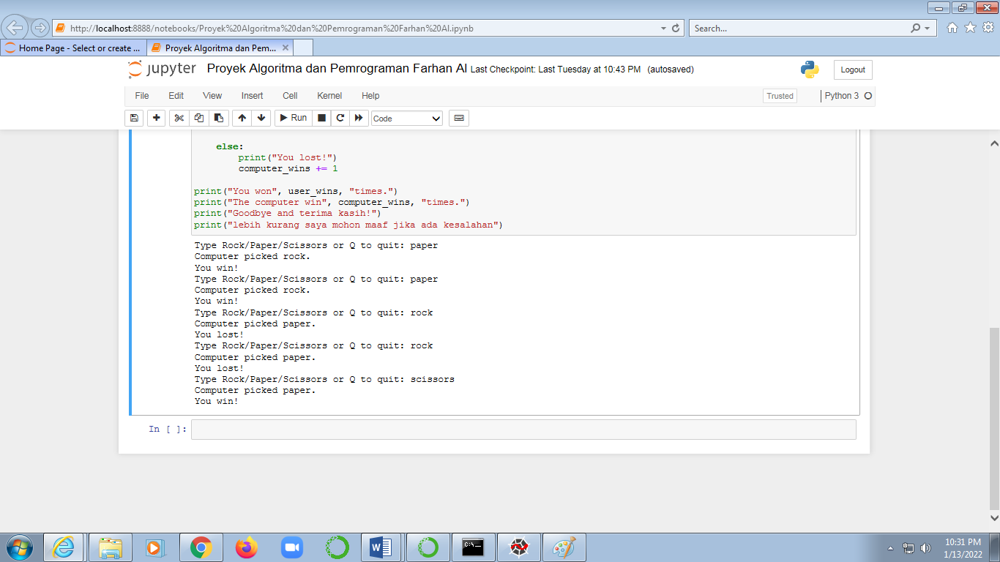 http://localhost:8888/notebooks/Proyek%20Algoritma%20dan%20Pemrograman%20Farhan%20AI.ipynb
Search...
Home Page - Select or create ...
Proyek Algoritma dan Pem...
jupyter Proyek Algoritma dan Pemrograman Farhan AI Last Checkpoint: Last Tuesday at 10:43 PM (autosaved)
Logout
File Edit View Insert Cell Kernel Help
Trusted
Python 3
Run
Code
else:
print("You lost!")
computer_wins += 1
print("You won", user_wins, "times.")
print("The computer win", computer_wins, "times.")
print("Goodbye and terima kasih!")
print("lebih kurang saya mohon maaf jika ada kesalahan")
Type Rock/Paper/Scissors or Q to quit: paper
Computer picked rock.
You win!
Type Rock/Paper/Scissors or Q to quit: paper
Computer picked rock.
You win!
Type Rock/Paper/Scissors or Q to quit: rock
Computer picked paper.
You lost!
Type Rock/Paper/Scissors or Q to quit: rock
Computer picked paper.
You lost!
Type Rock/Paper/Scissors or Q to quit: scissors
Computer picked paper.
You win!
In [ ]:
10:31 PM
1/13/2022